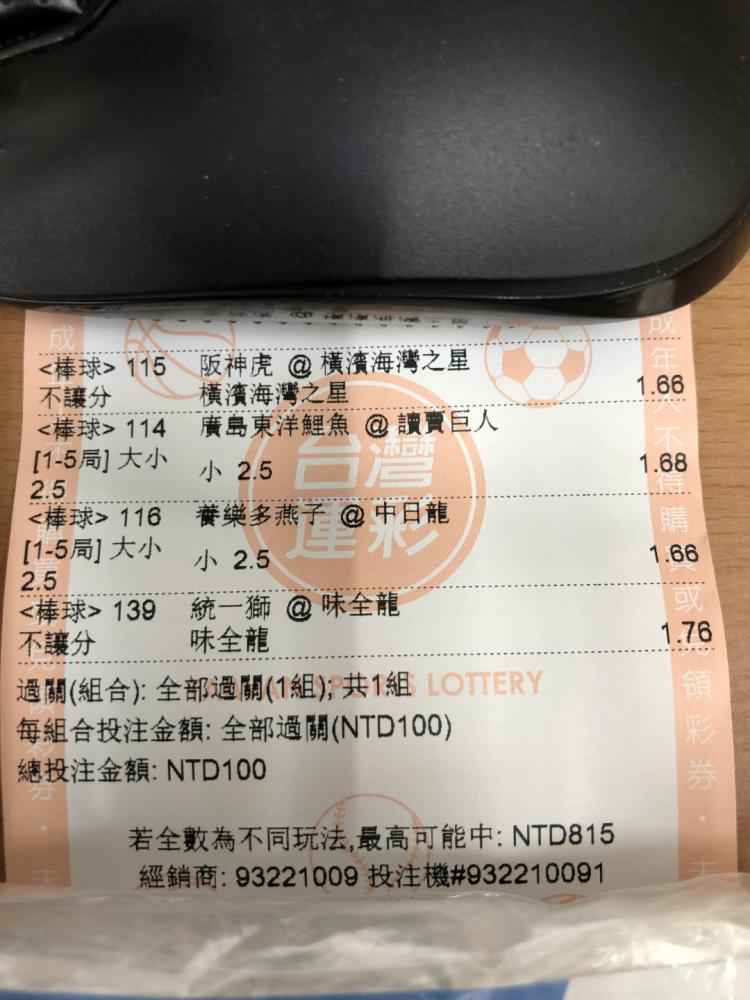 <棒球> 115 阪神虎 @ 橫濱海灣之星
不讓分 橫濱海灣之星 1.66
<棒球> 114 廣島東洋鯉魚 @ 讀賣巨人
[1-5局] 大小 小 2.5 1.68
2.5
<棒球> 116 養樂多燕子 @ 中日龍
[1-5局] 大小 小 2.5 1.66
2.5
<棒球> 139 統一獅 @ 味全龍
不讓分 味全龍 1.76
台灣
運彩
過關(組合): 全部過關(1組); 共1組
SPORTS LOTTERY
每組合投注金額: 全部過關(NTD100)
總投注金額: NTD100
若全數為不同玩法,最高可能中: NTD815
經銷商: 93221009 投注機#932210091